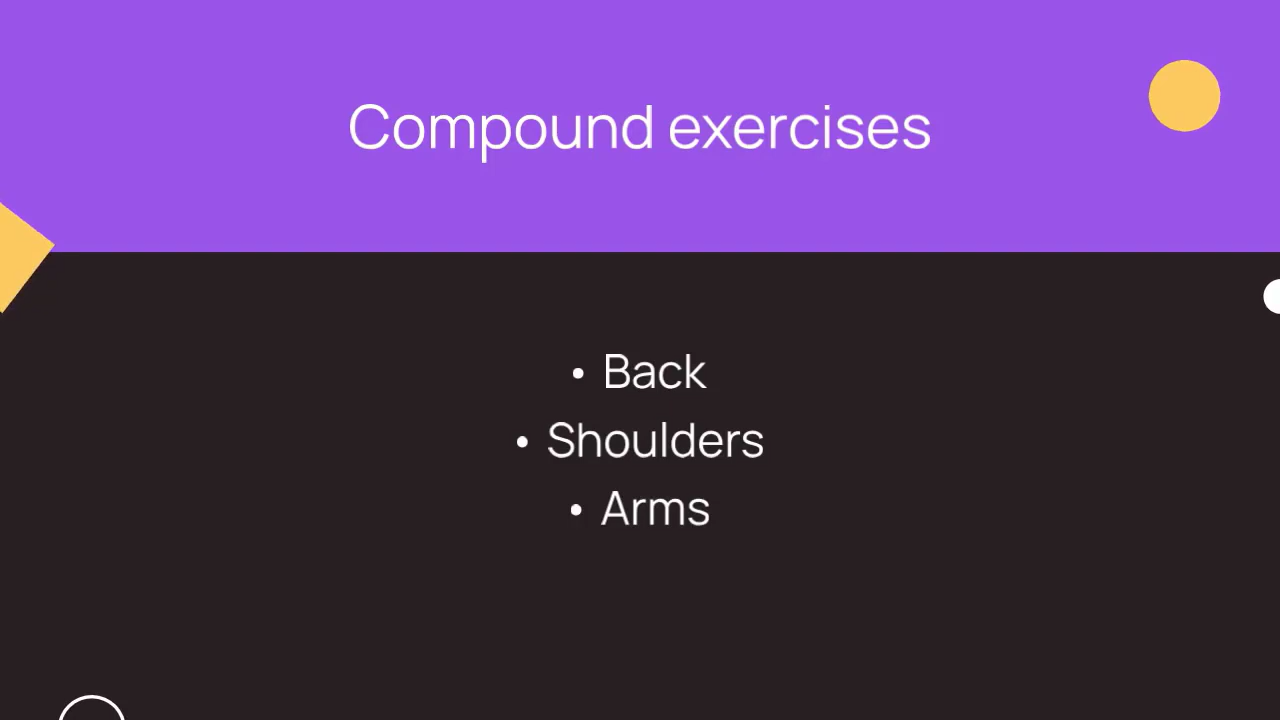 Compound exercises
• Back
• Shoulders
• Arms